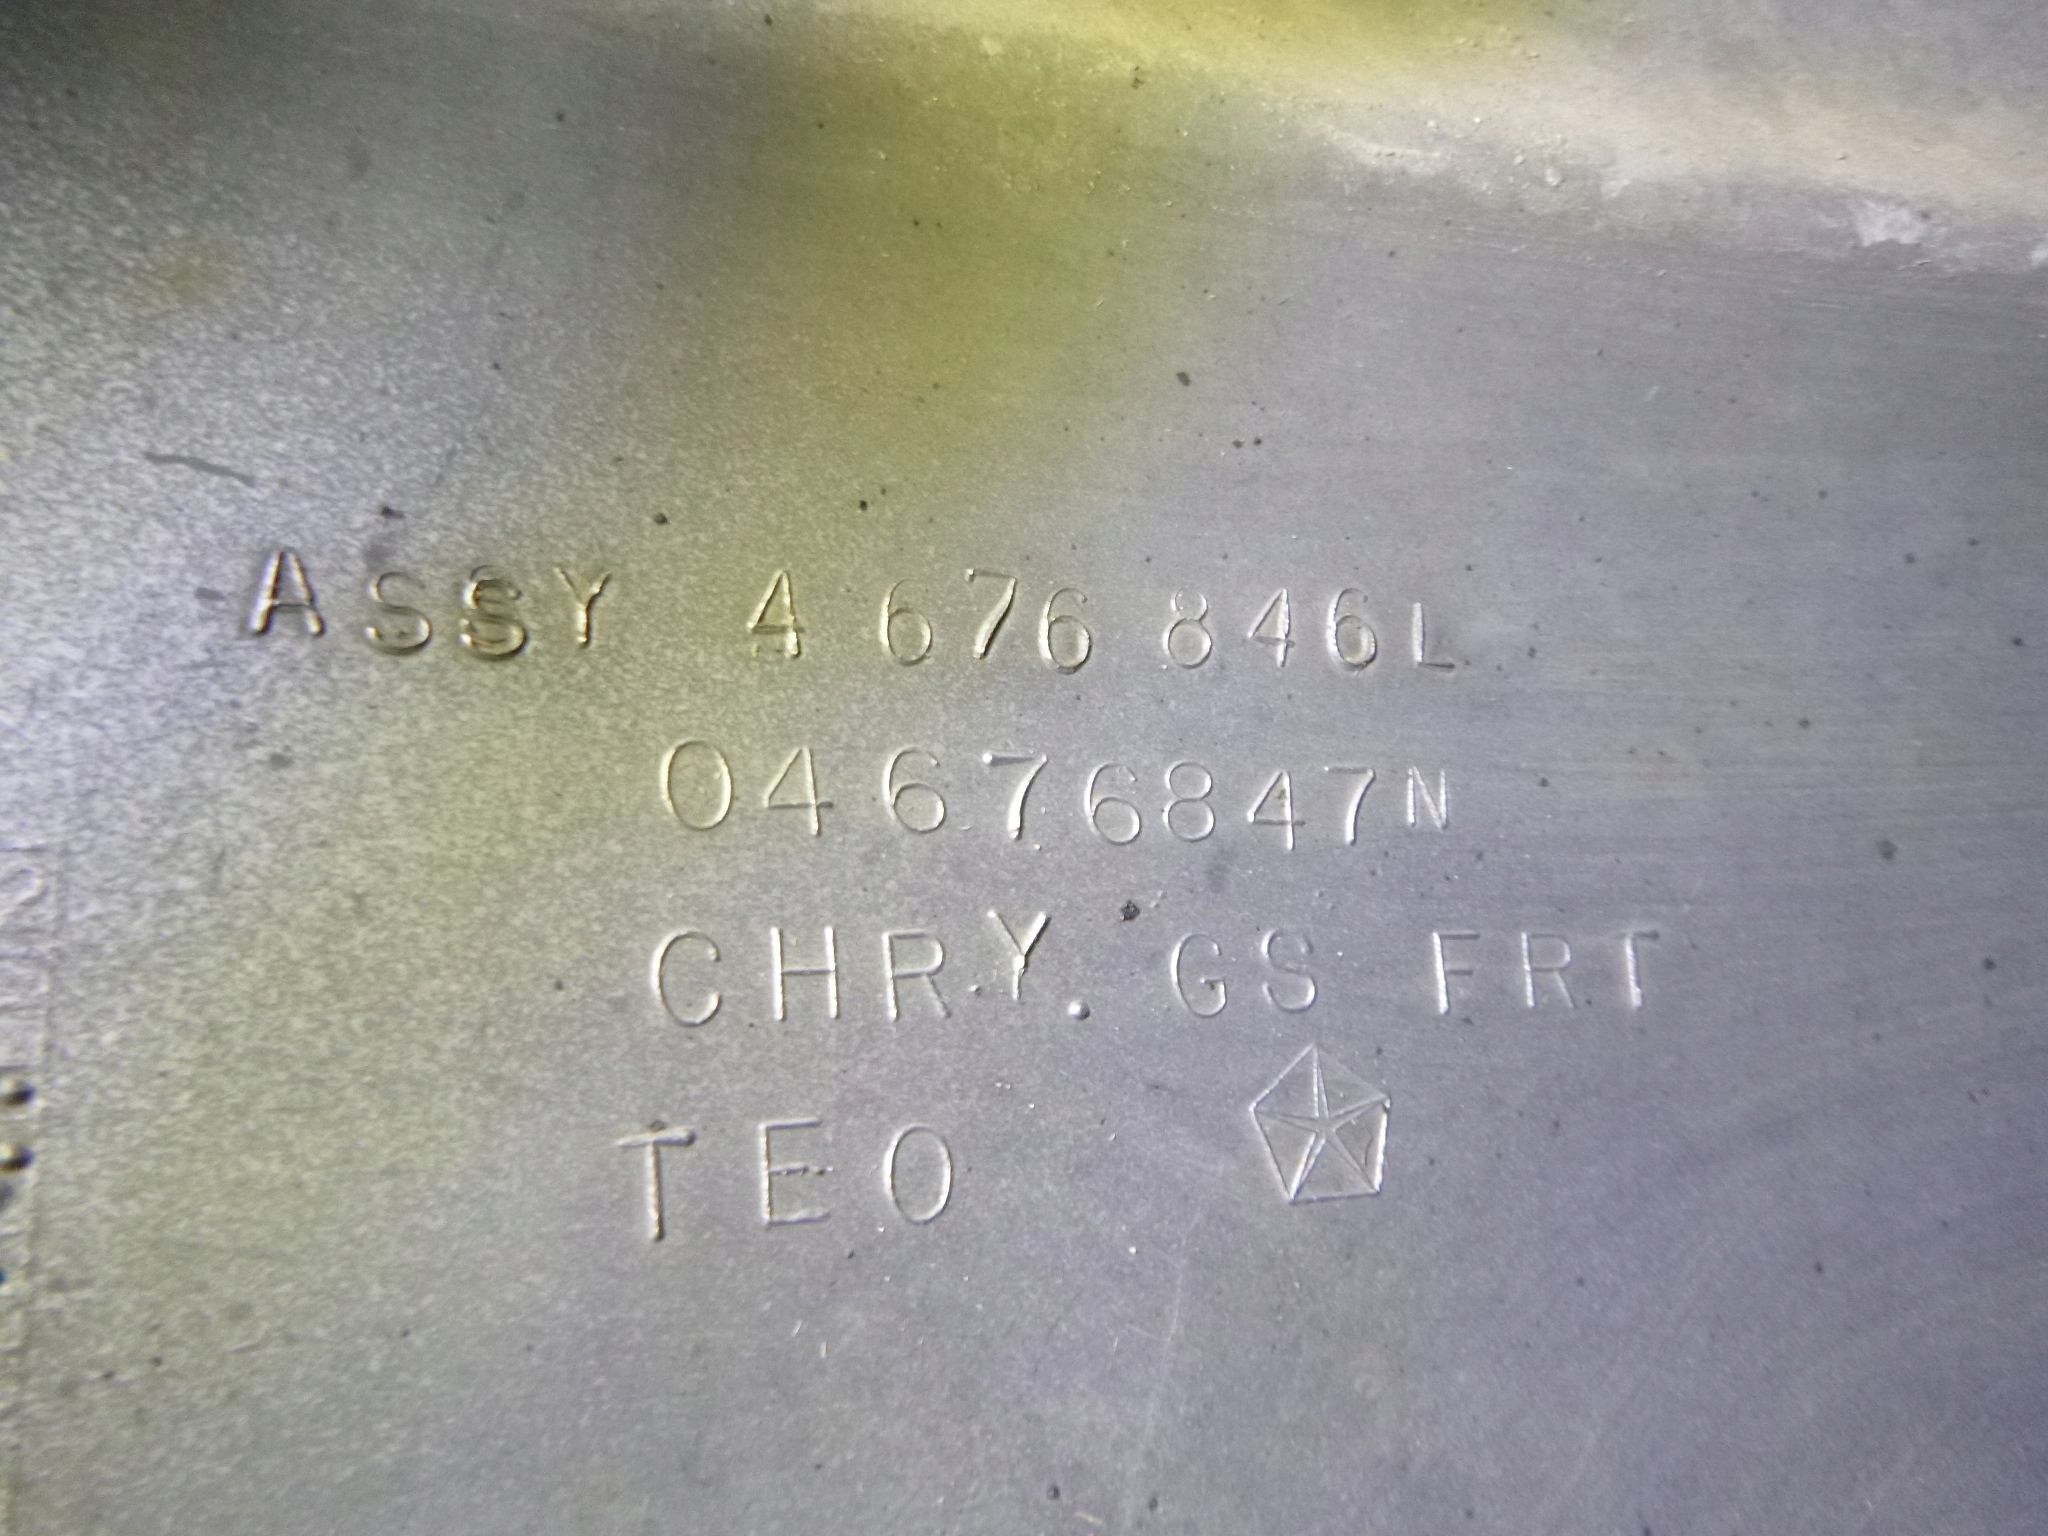 ASSY 4 676 846L
04676847N
CHRY. GS FRT
TEO